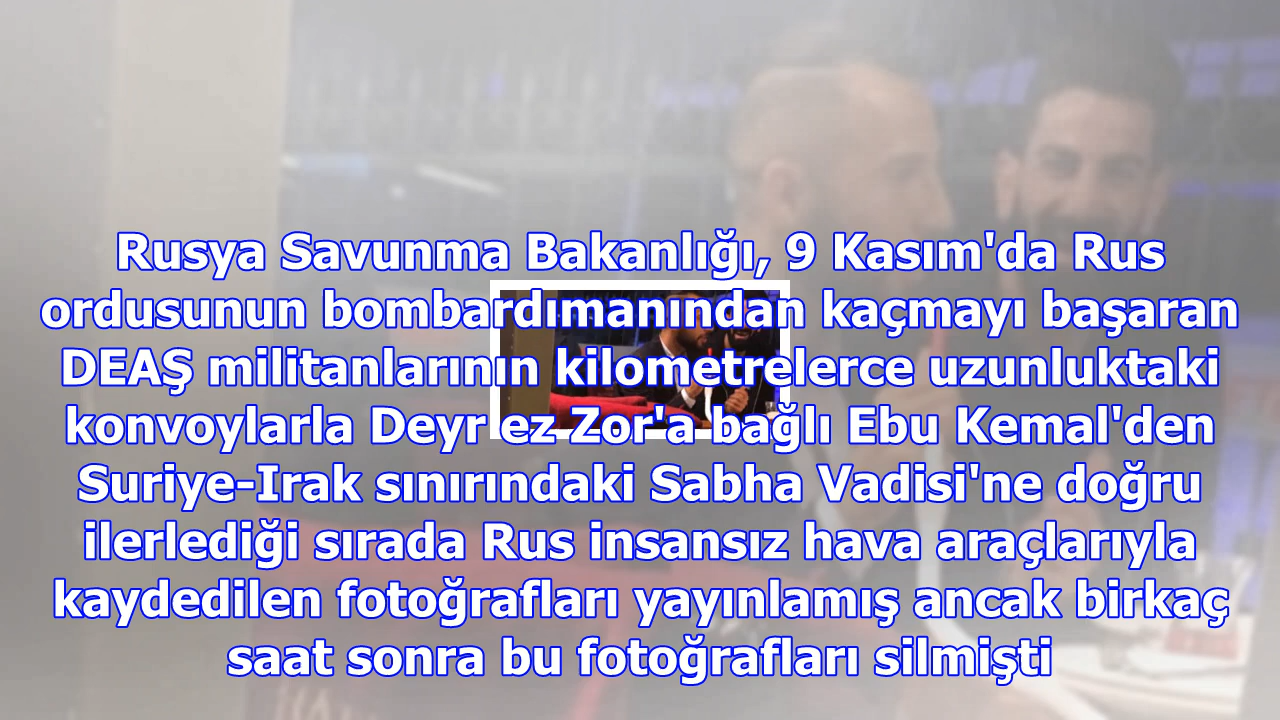 Rusya Savunma Bakanlığı, 9 Kasım'da Rus
ordusunun bombardımanından kaçmayı başaran
DEAŞ militanlarının kilometrelerce uzunluktaki
konvoylarla Deyr ez Zor'a bağlı Ebu Kemal'den
Suriye-Irak sınırındaki Sabha Vadisi'ne doğru
ilerlediği sırada Rus insansız hava araçlarıyla
kaydedilen fotoğrafları yayınlamış ancak birkaç
saat sonra bu fotoğrafları silmişti